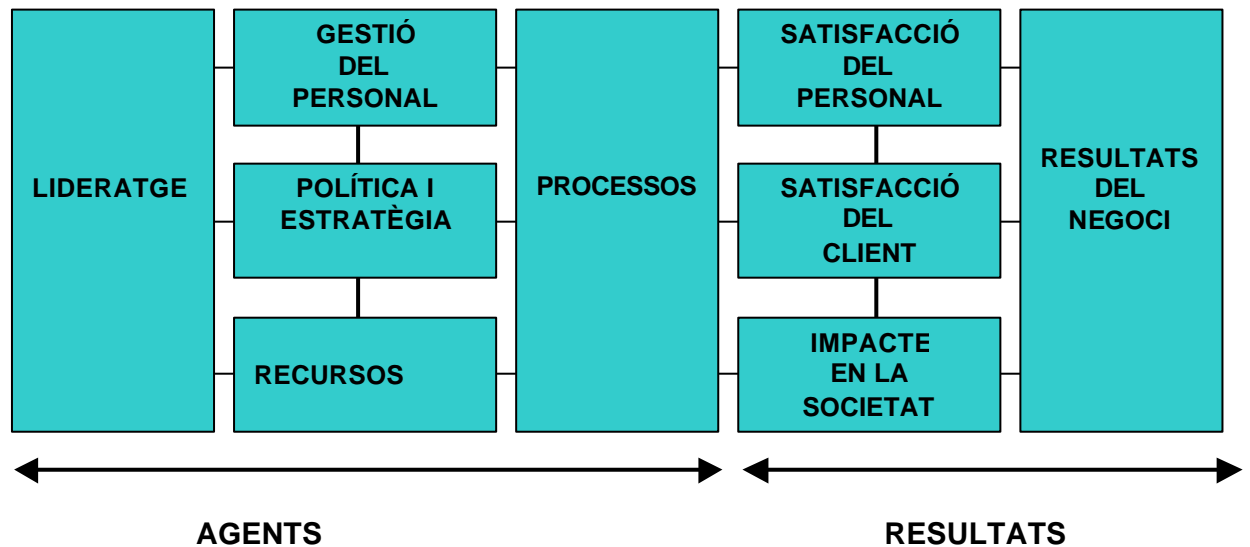 LIDERATGE
GESTIÓ
DEL
PERSONAL
POLÍTICA I
ESTRATÈGIA
RECURSOS
PROCESSOS
SATISFACCIÓ
DEL
PERSONAL
SATISFACCIÓ
DEL
CLIENT
IMPACTE
EN LA
SOCIETAT
RESULTATS
DEL
NEGOCI
AGENTS
RESULTATS